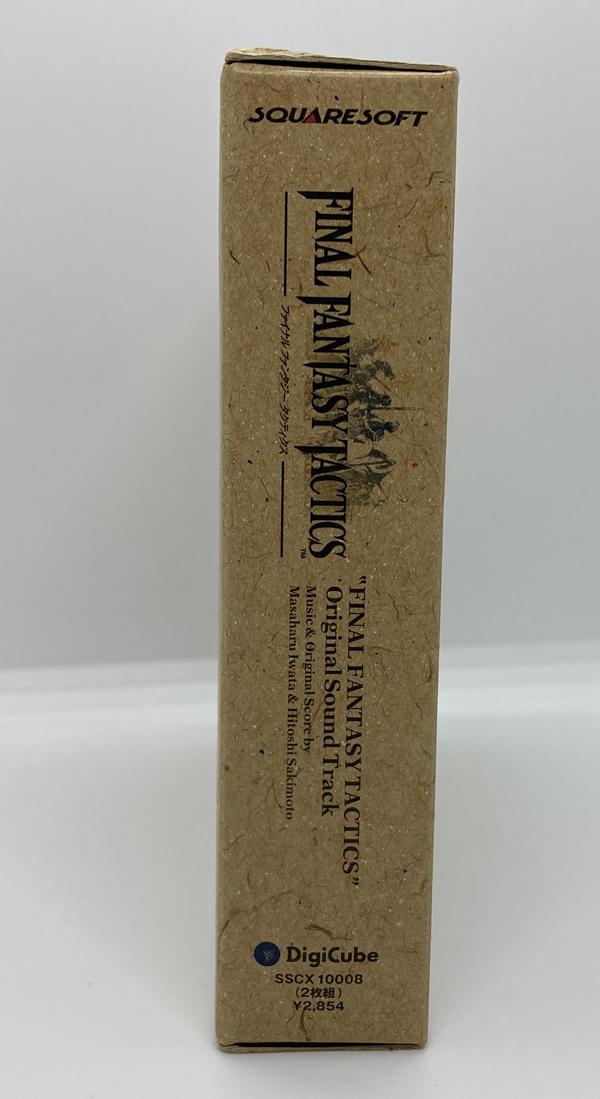 SQUARESOFT
FINAL FANTASY TACTICS™
ファイナルファンタジー タクティクス
"FINAL FANTASY TACTICS"
Original Sound Track
Music & Original Score by
Masaharu Iwata & Hitoshi Sakimoto
DigiCube
SSCX 10008
(2枚組)
¥2,854